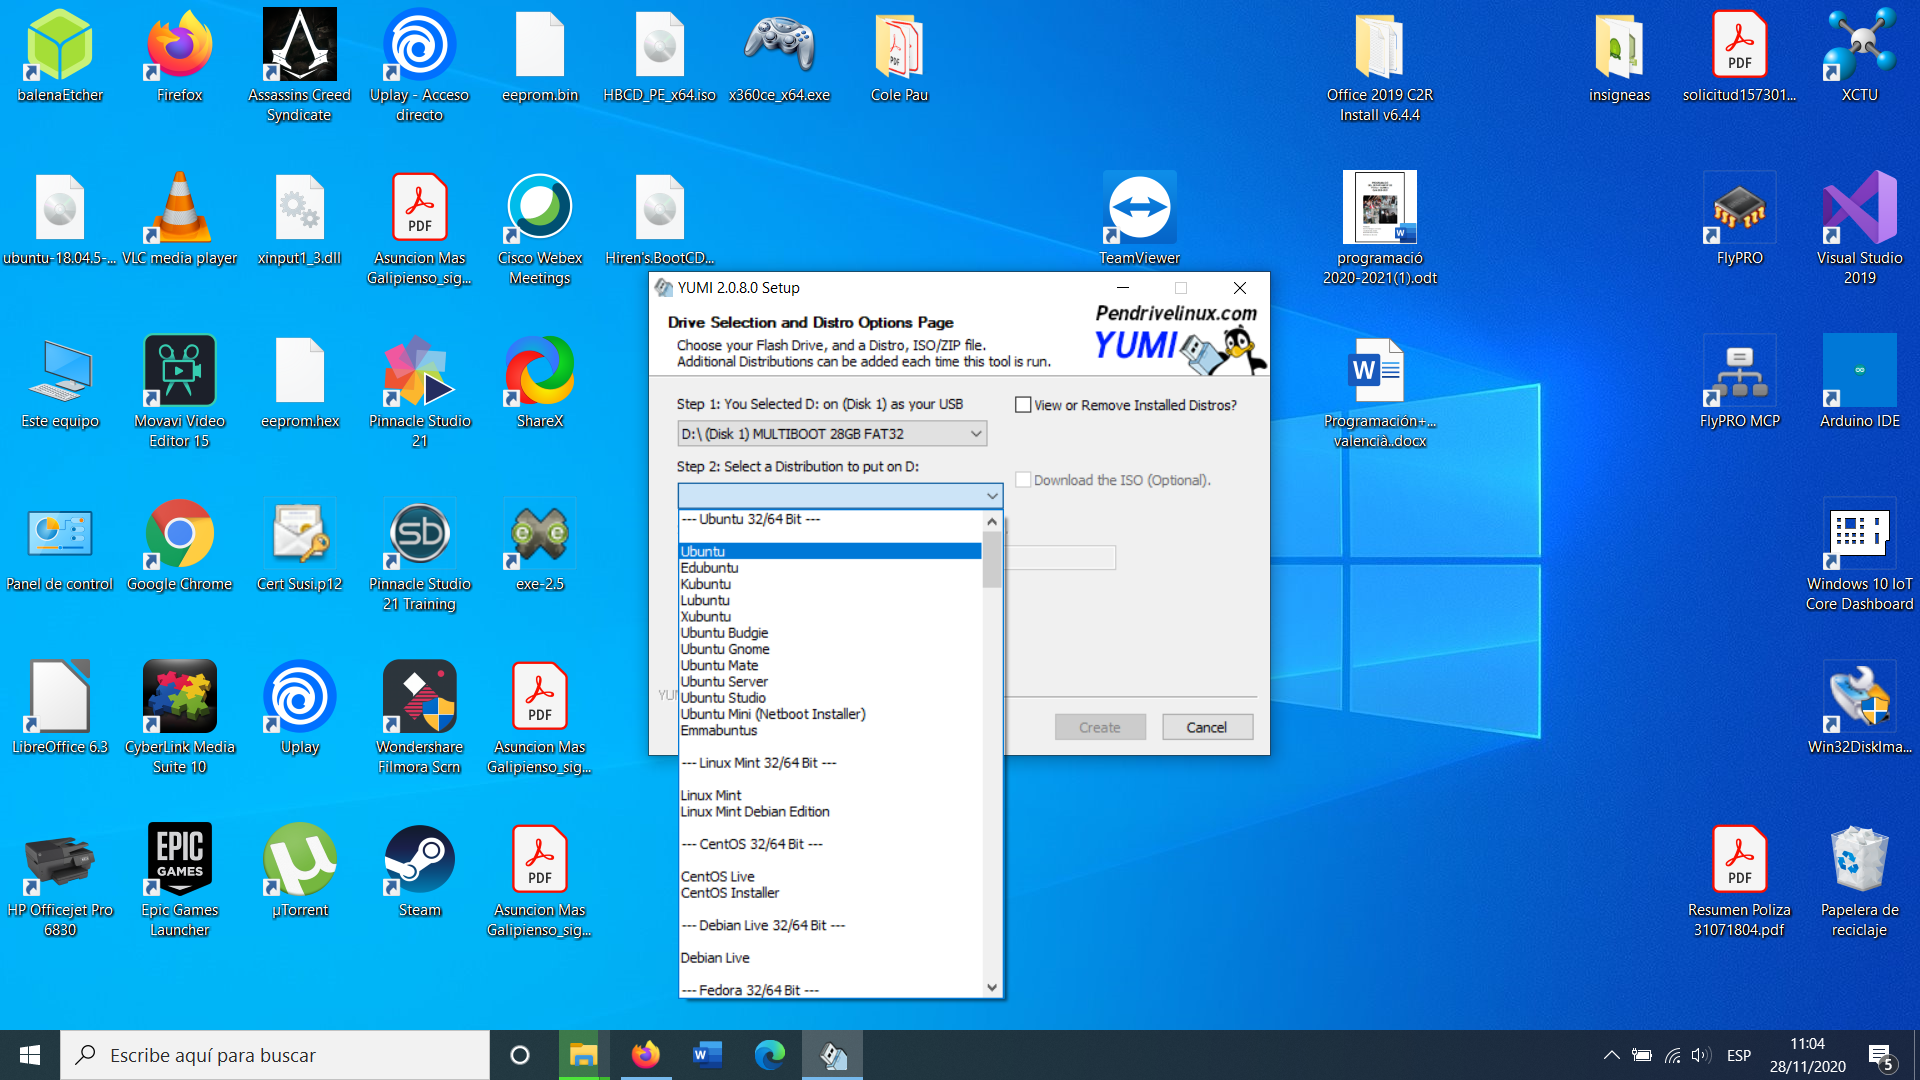 balenaEtcher
Firefox
Assassins Creed
Syndicate
Uplay - Acceso
directo
eeprom.bin
HBCD_PE_x64.iso
x360ce_x64.exe
Cole Pau
Office 2019 C2R
Install v6.4.4
insigneas
PDF
solicitud157301...
XCTU
ubuntu-18.04.5-...
VLC media player
xinput1_3.dll
PDF
Asuncion Mas
Galipienso_sig...
Cisco Webex
Meetings
Hiren's.BootCD...
TeamViewer
programació
2020-2021(1).odt
FlyPRO
Visual Studio
2019
Este equipo
Movavi Video
Editor 15
eeprom.hex
Pinnacle Studio
21
ShareX
Programación+...
valencià..docx
FlyPRO MCP
Arduino IDE
Panel de control
Google Chrome
Cert Susi.p12
sb
Pinnacle Studio
21 Training
exe-2.5
Windows 10 IoT
Core Dashboard
LibreOffice 6.3
CyberLink Media
Suite 10
Uplay
Wondershare
Filmora Scrn
PDF
Asuncion Mas
Galipienso_sig...
Win32DiskIma...
HP Officejet Pro
6830
EPIC
GAMES
Epic Games
Launcher
µTorrent
Steam
PDF
Asuncion Mas
Galipienso_sig...
PDF
Resumen Poliza
31071804.pdf
Papelera de
reciclaje
YUMI 2.0.8.0 Setup
Drive Selection and Distro Options Page
Choose your Flash Drive, and a Distro, ISO/ZIP file.
Additional Distributions can be added each time this tool is run.
Pendrivelinux.com
YUMI
Step 1: You Selected D: on (Disk 1) as your USB
View or Remove Installed Distros?
D:\ (Disk 1) MULTIBOOT 28GB FAT32
Step 2: Select a Distribution to put on D:
Download the ISO (Optional).
--- Ubuntu 32/64 Bit ---
Ubuntu
Edubuntu
Kubuntu
Lubuntu
Xubuntu
Ubuntu Budgie
Ubuntu Gnome
Ubuntu Mate
Ubuntu Server
Ubuntu Studio
Ubuntu Mini (Netboot Installer)
Emmabuntus
--- Linux Mint 32/64 Bit ---
Linux Mint
Linux Mint Debian Edition
--- CentOS 32/64 Bit ---
CentOS Live
CentOS Installer
--- Debian Live 32/64 Bit ---
Debian Live
--- Fedora 32/64 Bit ---
Create
Cancel
Escribe aquí para buscar
ESP
11:04
28/11/2020
5